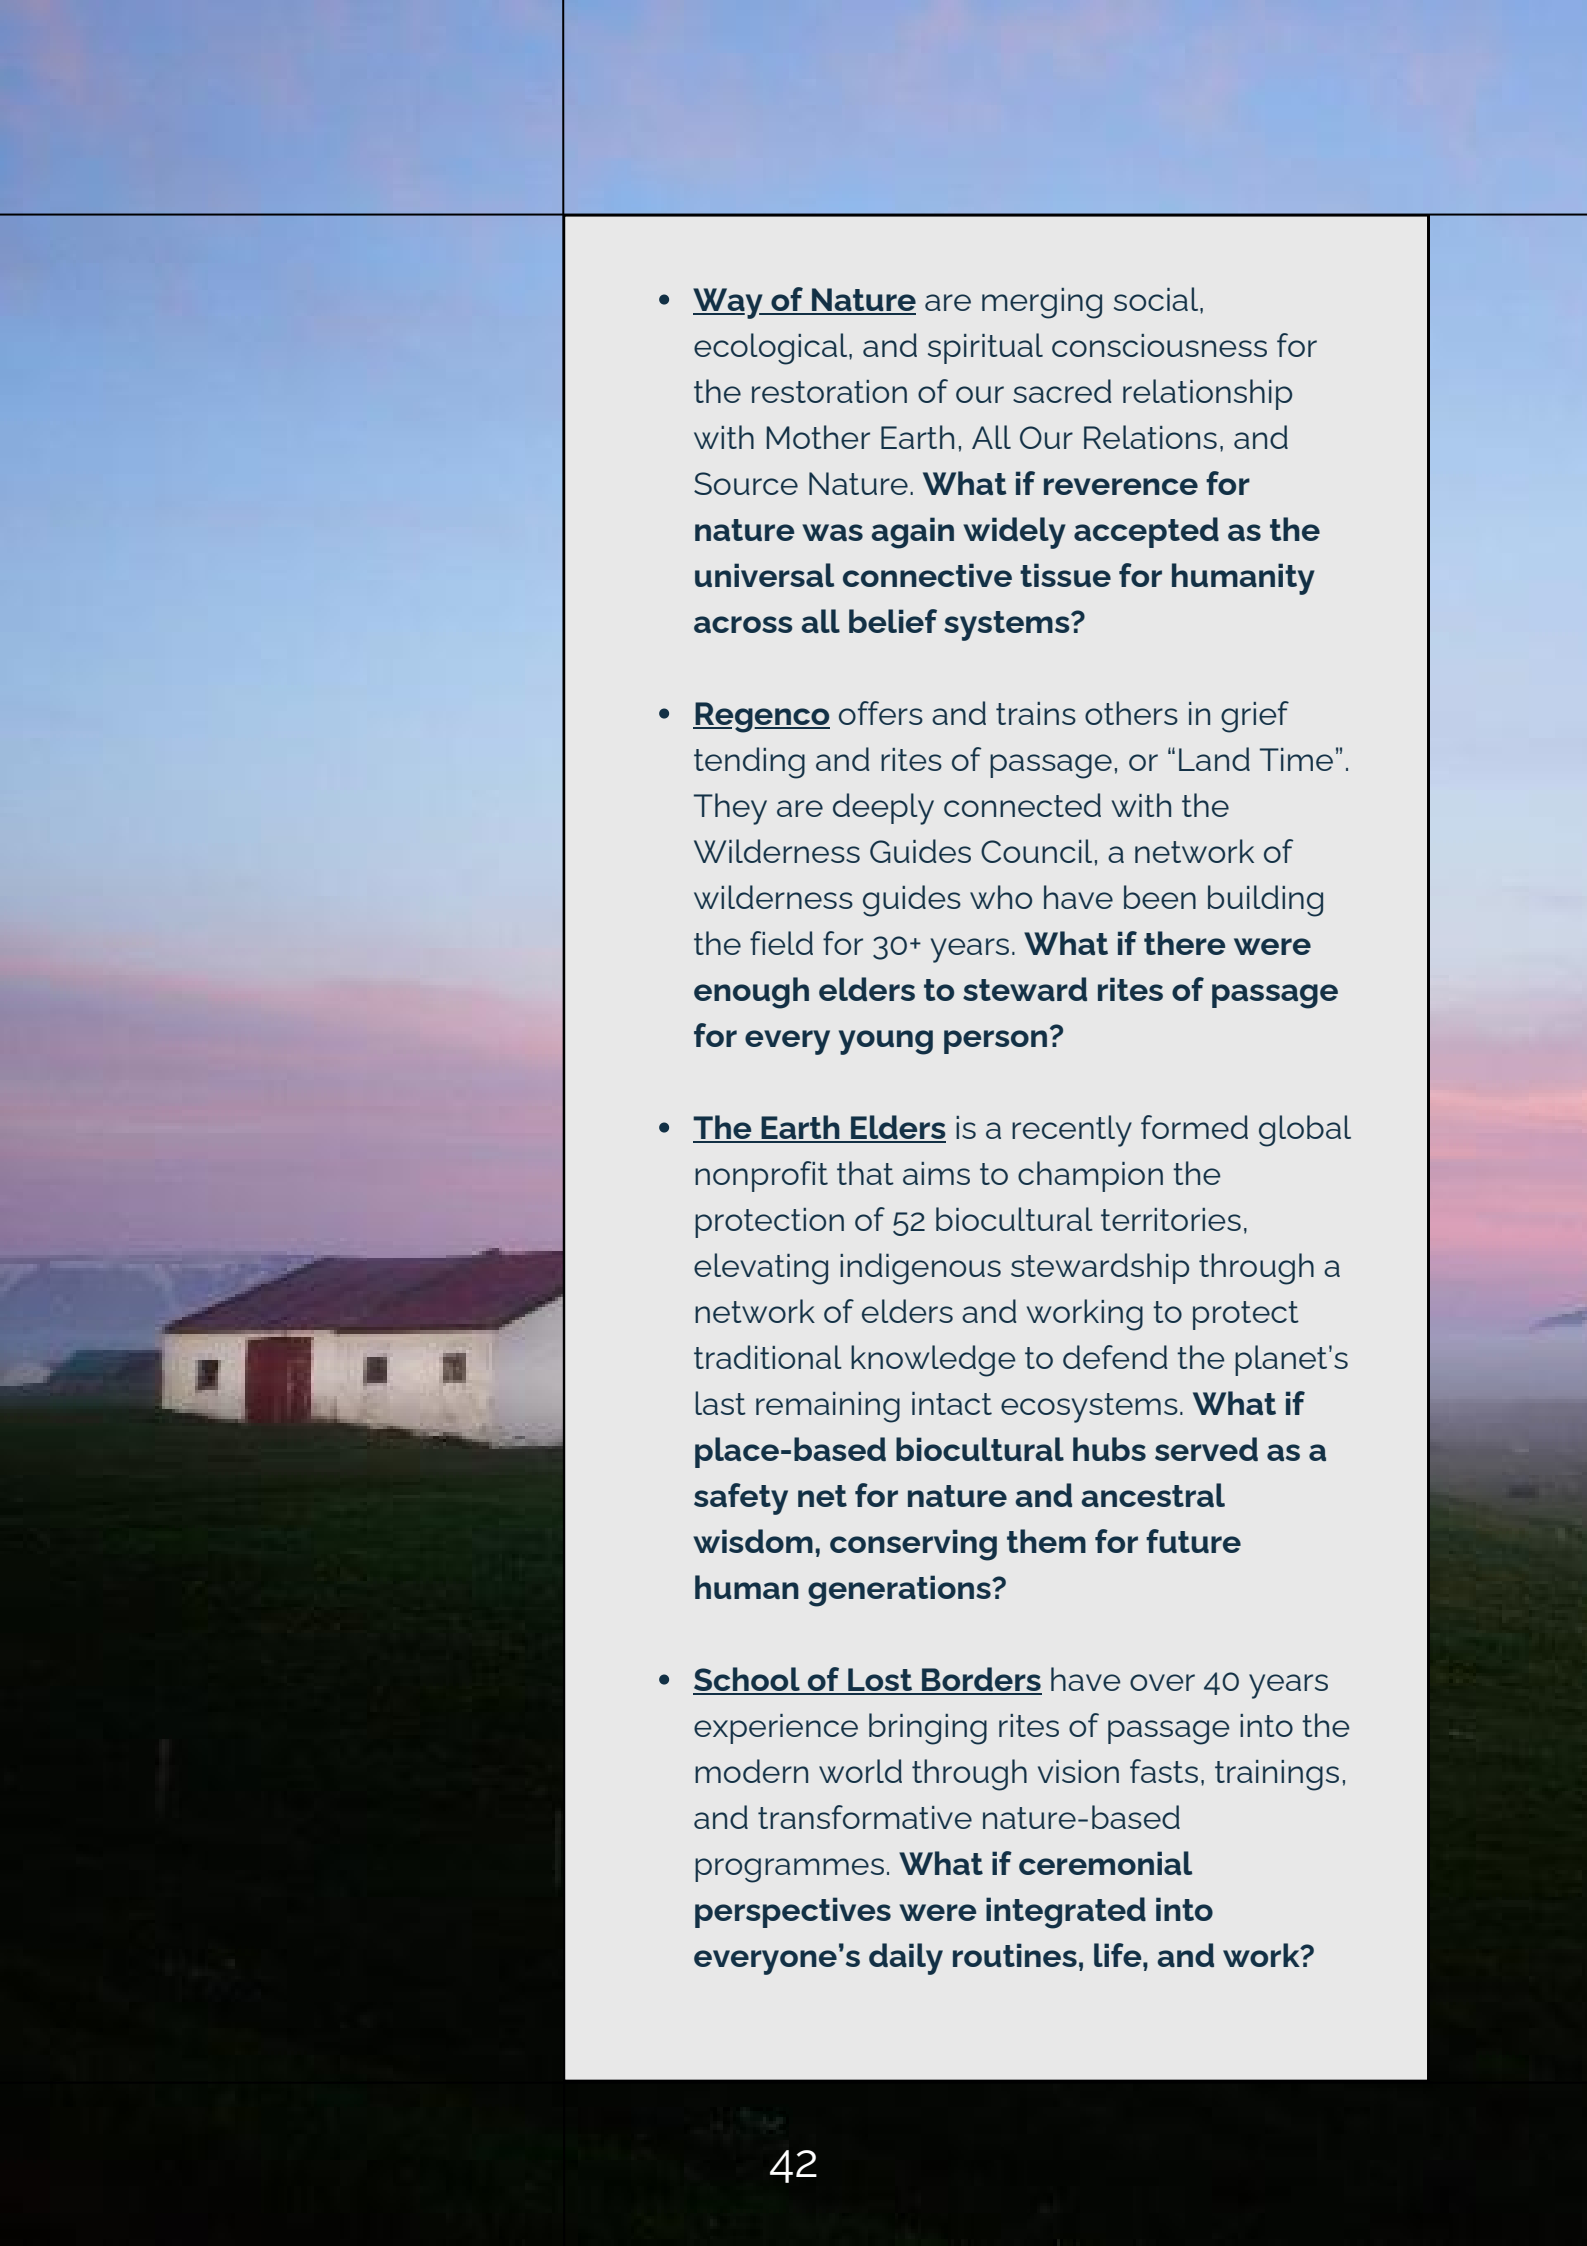 • Way of Nature are merging social,
ecological, and spiritual consciousness for
the restoration of our sacred relationship
with Mother Earth, All Our Relations, and
Source Nature. What if reverence for
nature was again widely accepted as the
universal connective tissue for humanity
across all belief systems?
• Regenco offers and trains others in grief
tending and rites of passage, or “Land Time”.
They are deeply connected with the
Wilderness Guides Council, a network of
wilderness guides who have been building
the field for 30+ years. What if there were
enough elders to steward rites of passage
for every young person?
• The Earth Elders is a recently formed global
nonprofit that aims to champion the
protection of 52 biocultural territories,
elevating indigenous stewardship through a
network of elders and working to protect
traditional knowledge to defend the planet’s
last remaining intact ecosystems. What if
place-based biocultural hubs served as a
safety net for nature and ancestral
wisdom, conserving them for future
human generations?
• School of Lost Borders have over 40 years
experience bringing rites of passage into the
modern world through vision fasts, trainings,
and transformative nature-based
programmes. What if ceremonial
perspectives were integrated into
everyone’s daily routines, life, and work?
42